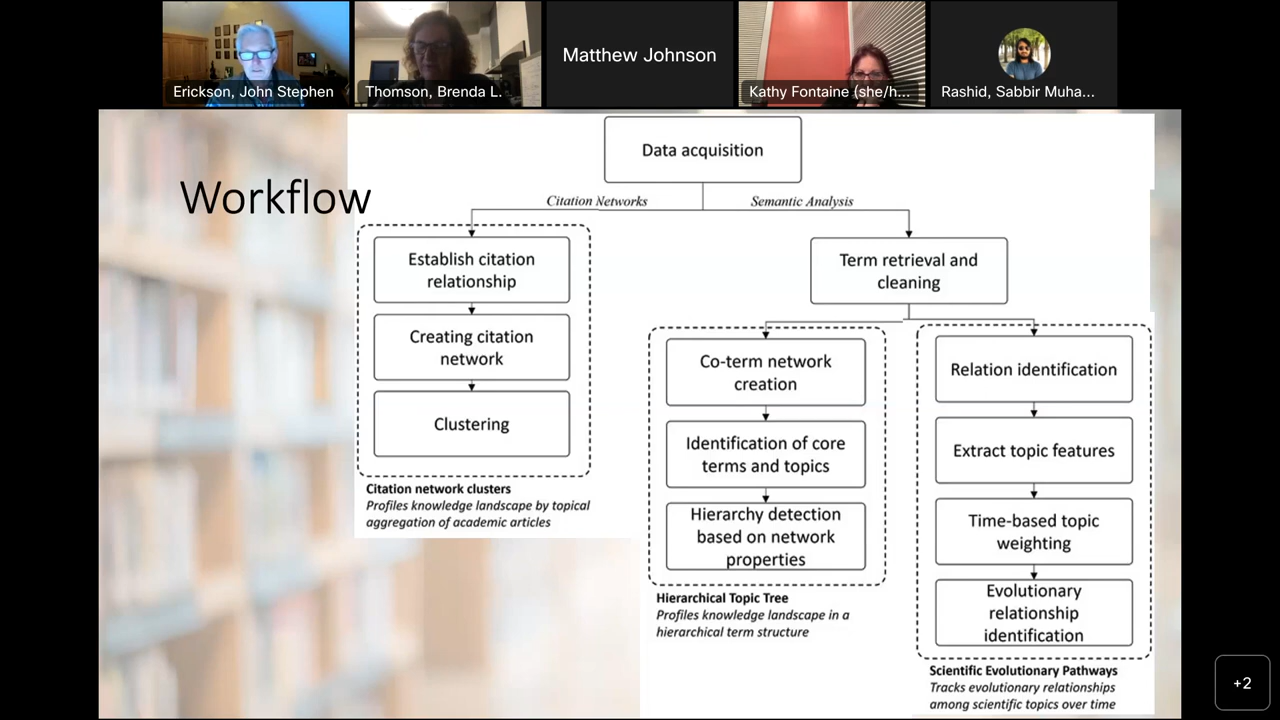 Erickson, John Stephen
Thomson, Brenda L.
Matthew Johnson
Kathy Fontaine (she/h...
Rashid, Sabbir Muha...
Workflow
Data acquisition
Citation Networks
Semantic Analysis
Establish citation
relationship
Creating citation
network
Clustering
Citation network clusters
Profiles knowledge landscape by topical
aggregation of academic articles
Term retrieval and
cleaning
Co-term network
creation
Identification of core
terms and topics
Hierarchy detection
based on network
properties
Hierarchical Topic Tree
Profiles knowledge landscape in a
hierarchical term structure
Relation identification
Extract topic features
Time-based topic
weighting
Evolutionary
relationship
identification
Scientific Evolutionary Pathways
Tracks evolutionary relationships
among scientific topics over time
+2